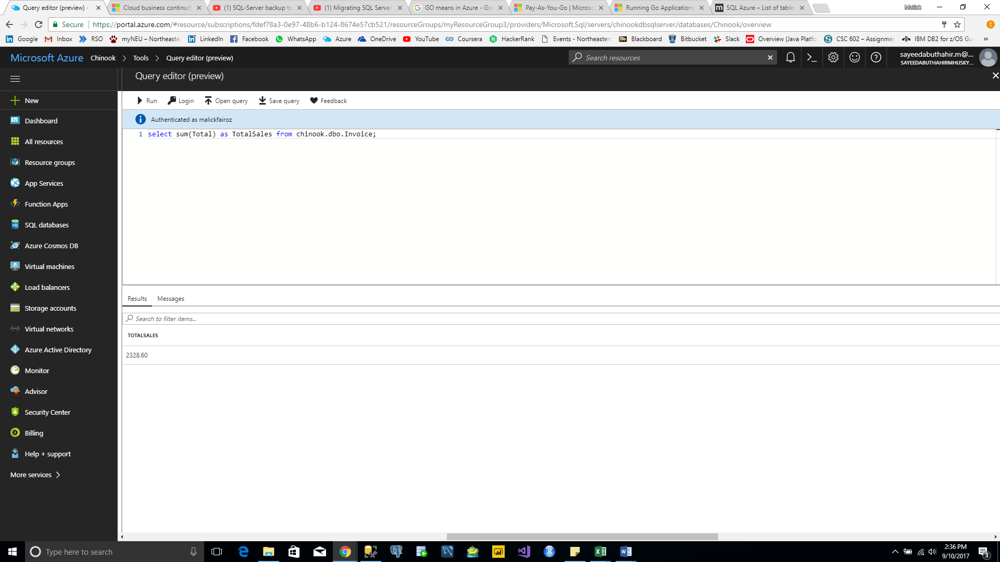 Query editor (preview) -
Cloud business continuit
(1) SQL-Server backup to
(1) Migrating SQL Server
GO means in Azure - Goo
Pay-As-You-Go | Microso
Running Go Applications
SQL Azure – List of tables
Malick
Secure
https://portal.azure.com/#resource/subscriptions/fdef78a3-0e97-48b6-b124-8674e57cb521/resourceGroups/myResourceGroup3/providers/Microsoft.Sql/servers/chinookdbsqlserver/databases/Chinook/overview
Google
Inbox
RSO
myNEU – Northeaste
LinkedIn
Facebook
WhatsApp
Azure
OneDrive
YouTube
Coursera
HackerRank
Events - Northeastern
Blackboard
Bitbucket
Slack
Overview (Java Platfo
CSC 602 – Assignmen
IBM DB2 for z/OS Gu
Microsoft Azure
Chinook
Tools
Query editor (preview)
Search resources
sayeedabuthahir.m@...
SAYEEDABUTHAHIRMHUSKY...
Query editor (preview)
Run
Login
Open query
Save query
Feedback
Authenticated as malickfairoz
1 select sum(Total) as TotalSales from chinook.dbo.Invoice;
New
Dashboard
All resources
Resource groups
App Services
Function Apps
SQL databases
Azure Cosmos DB
Virtual machines
Load balancers
Storage accounts
Virtual networks
Azure Active Directory
Monitor
Advisor
Security Center
Billing
Help + support
More services
Results
Messages
Search to filter items...
TOTALSALES
2328.60
Type here to search
2:36 PM
9/10/2017
3